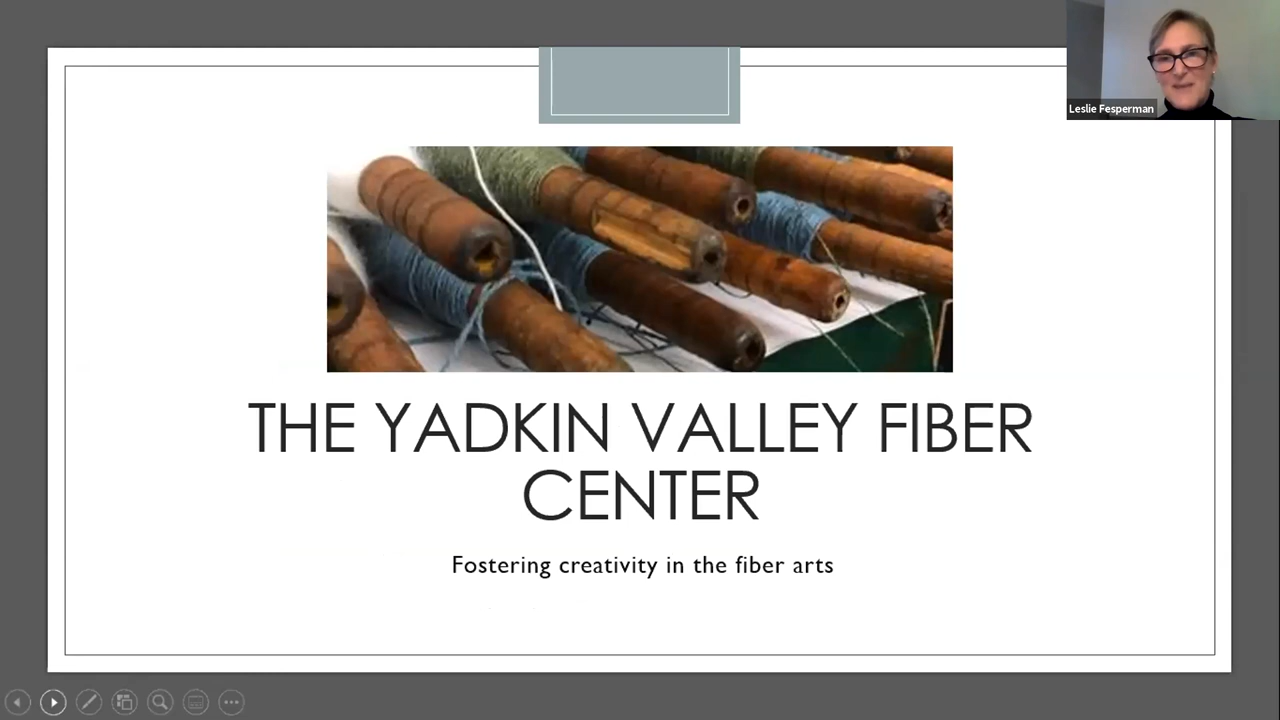 Leslie Fesperman
THE YADKIN VALLEY FIBER
CENTER
Fostering creativity in the fiber arts